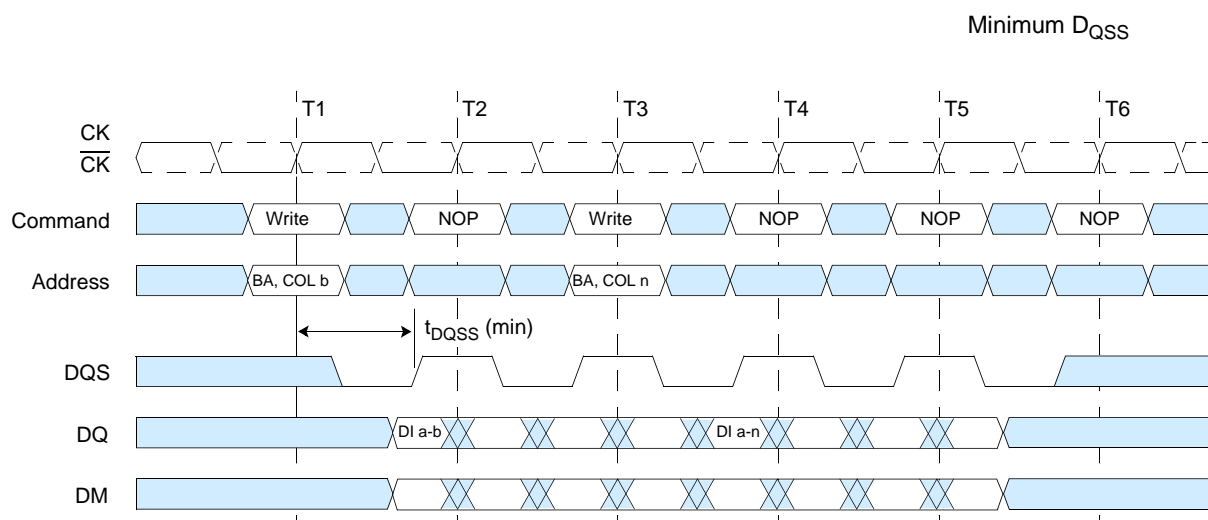 Minimum DQSS
T1 T2 T3 T4 T5 T6
CK
CK
Command Write NOP Write NOP NOP NOP
Address BA, COL b BA, COL n
tDQSS (min)
DQS
DQ DI a-b DI a-n
DM